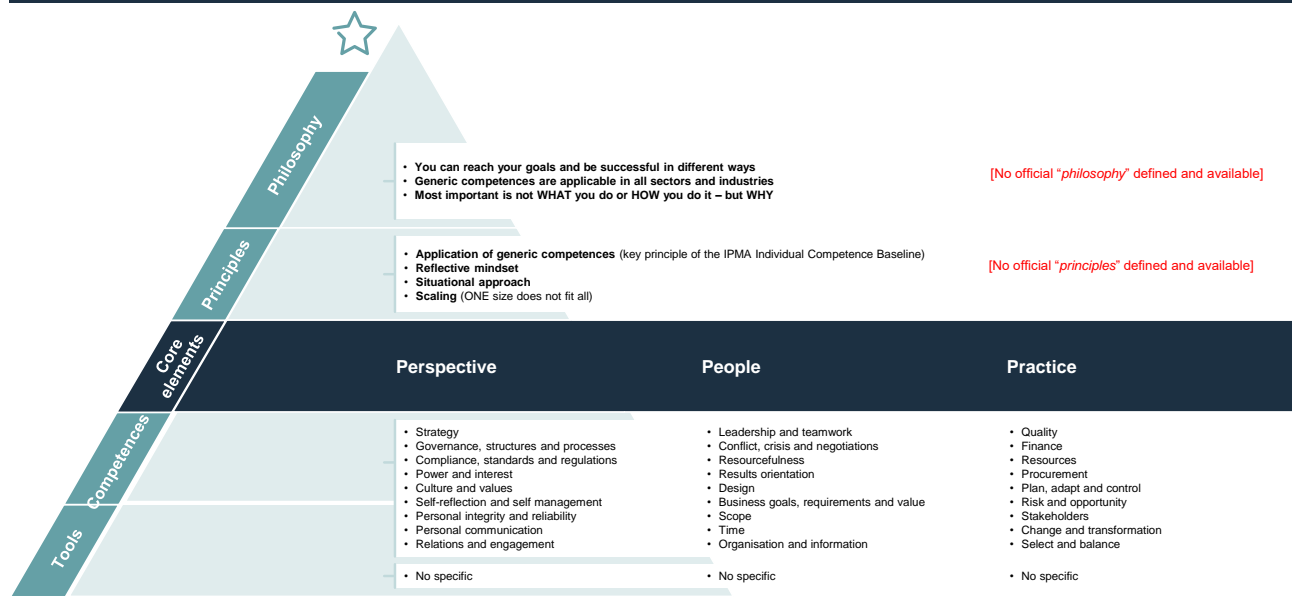 Philosophy
• You can reach your goals and be successful in different ways
• Generic competences are applicable in all sectors and industries
• Most important is not WHAT you do or HOW you do it – but WHY
[No official “philosophy” defined and available]
Principles
• Application of generic competences (key principle of the IPMA Individual Competence Baseline)
• Reflective mindset
• Situational approach
• Scaling (ONE size does not fit all)
[No official “principles” defined and available]
Core
elements
Perspective
People
Practice
Competences
• Strategy
• Governance, structures and processes
• Compliance, standards and regulations
• Power and interest
• Culture and values
• Self-reflection and self management
• Personal integrity and reliability
• Personal communication
• Relations and engagement
• Leadership and teamwork
• Conflict, crisis and negotiations
• Resourcefulness
• Results orientation
• Design
• Business goals, requirements and value
• Scope
• Time
• Organisation and information
• Quality
• Finance
• Resources
• Procurement
• Plan, adapt and control
• Risk and opportunity
• Stakeholders
• Change and transformation
• Select and balance
Tools
• No specific
• No specific
• No specific